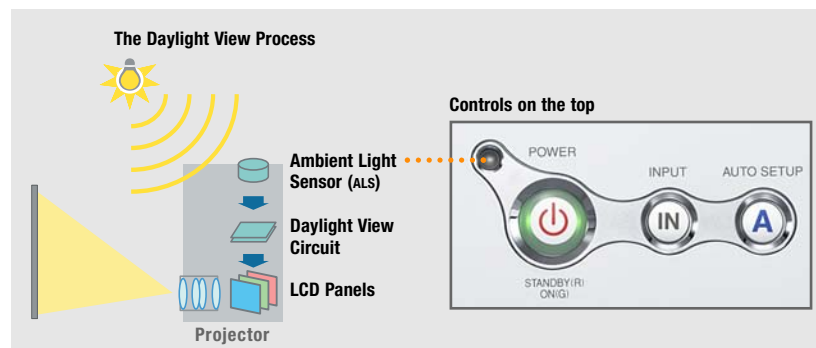 The Daylight View Process
Ambient Light
Sensor (ALS)
Daylight View
Circuit
LCD Panels
Projector
Controls on the top
POWER
INPUT
AUTO SETUP
IN
A
STANDBY(R)
ON(G)